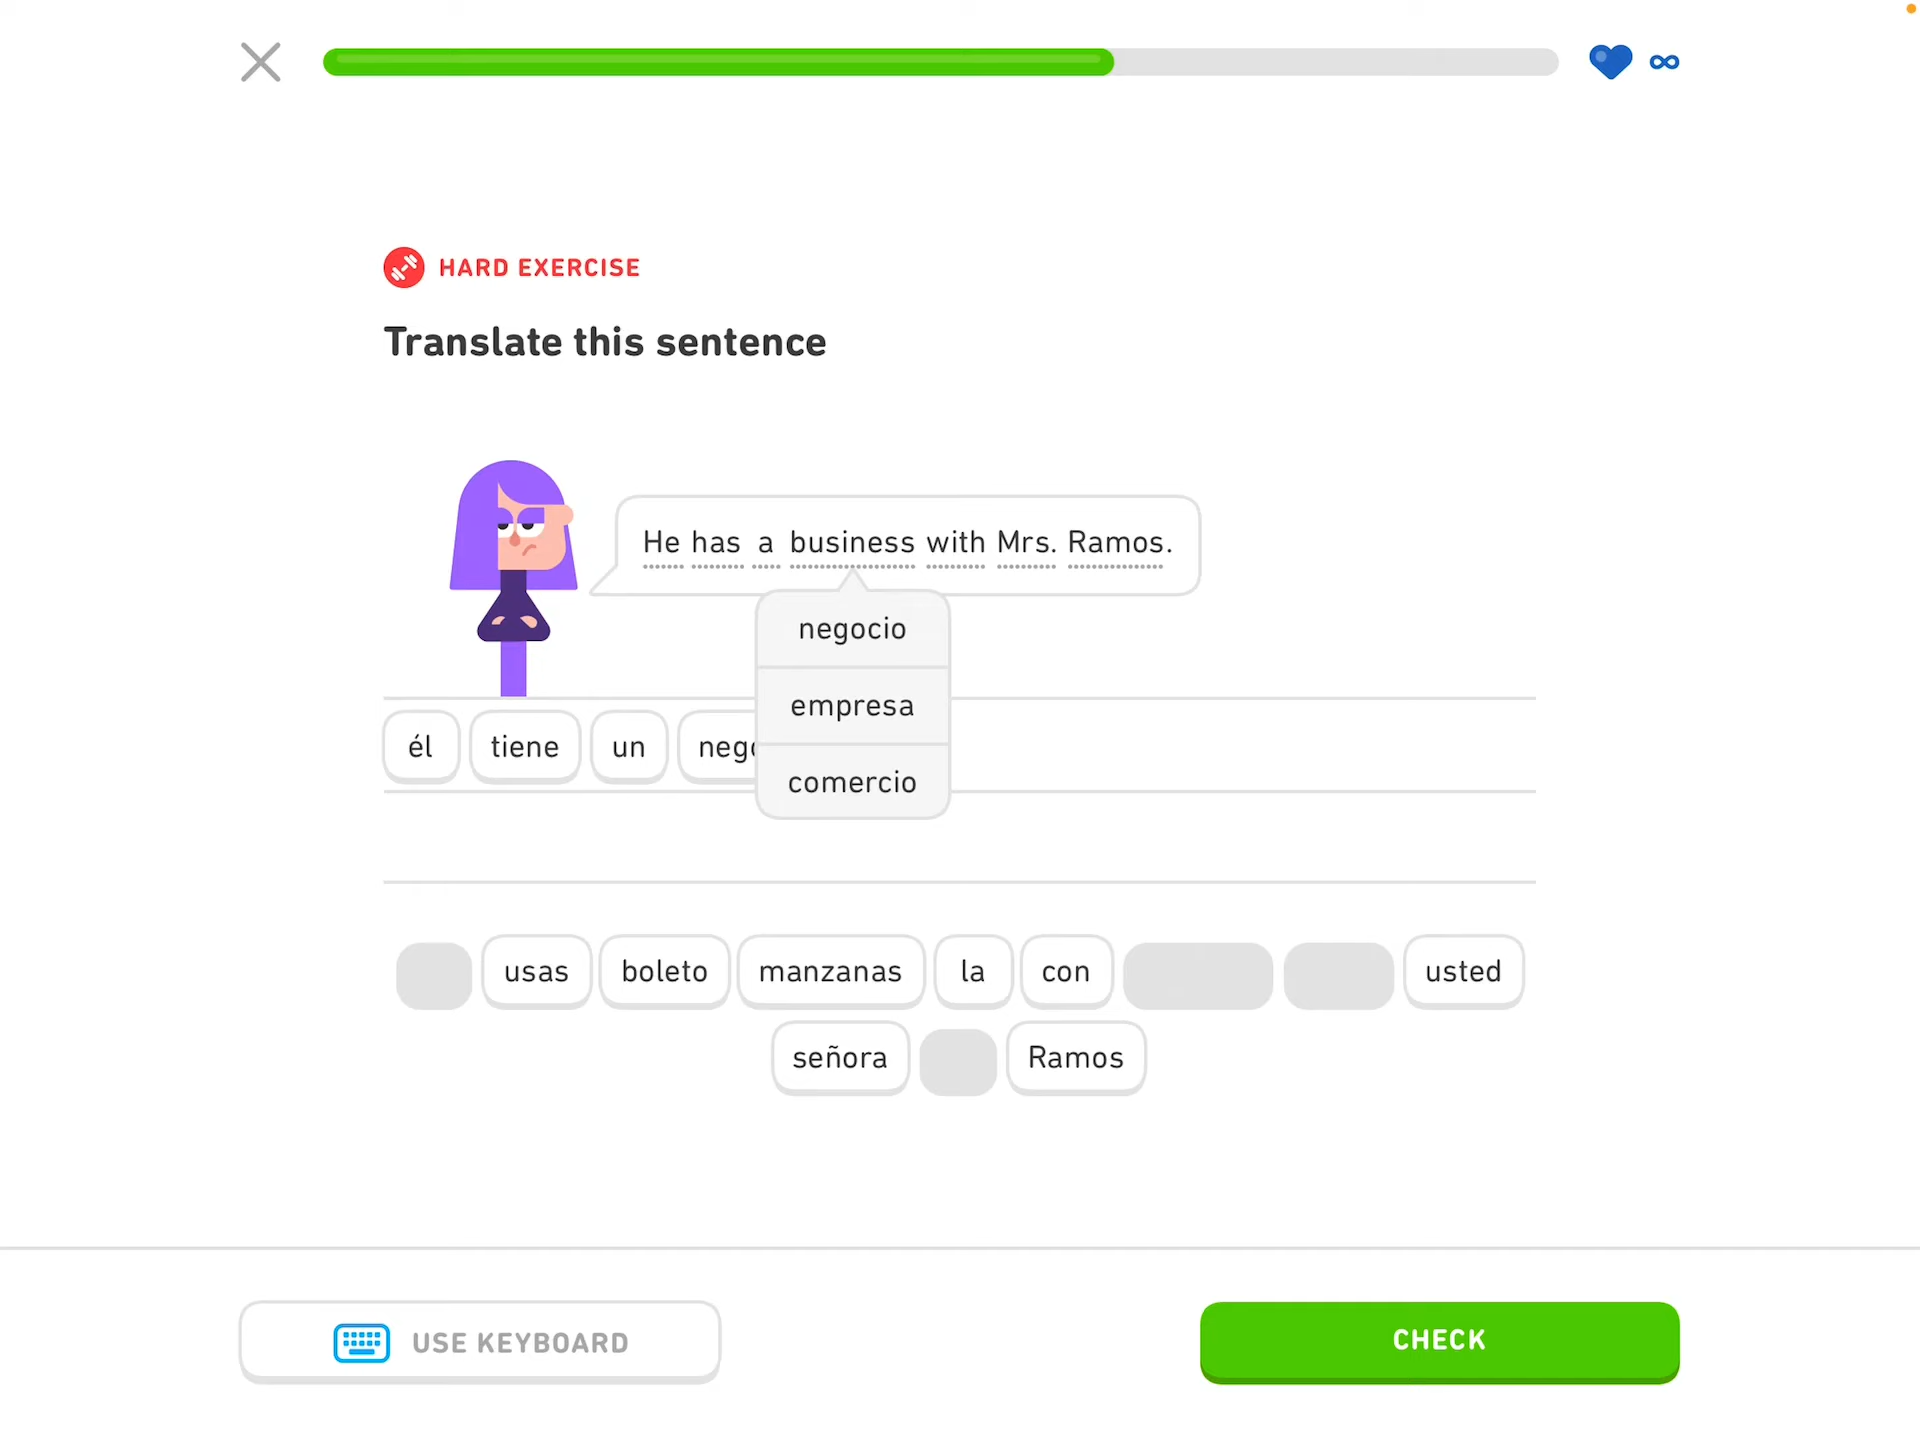 HARD EXERCISE
Translate this sentence
He has a business with Mrs. Ramos.
negocio
empresa
comercio
él tiene un
usas boleto manzanas la con usted
señora Ramos
USE KEYBOARD
CHECK